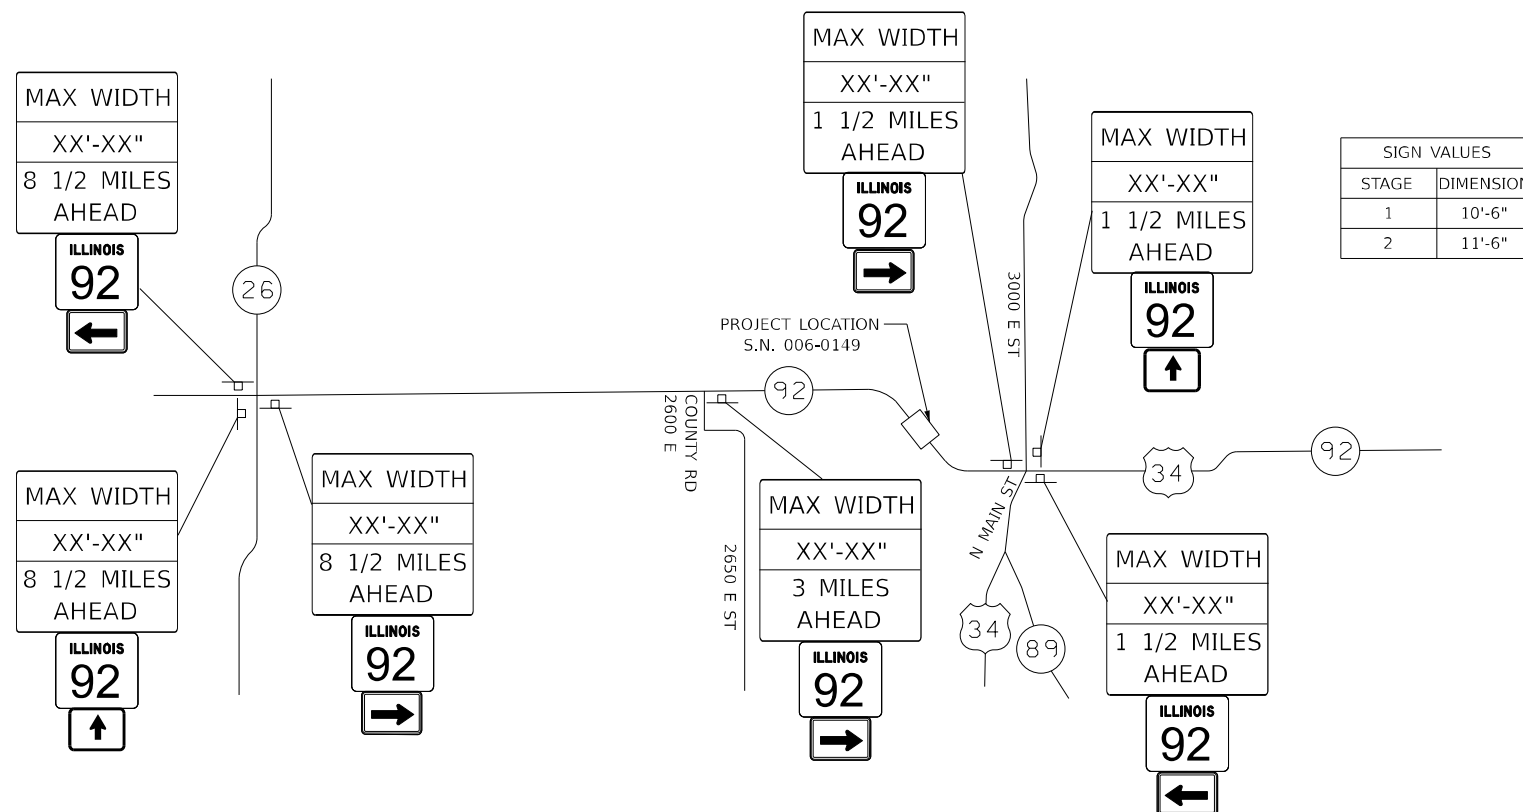 MAX WIDTH
XX'-XX"
8 1/2 MILES
AHEAD
ILLINOIS
92
26
MAX WIDTH
XX'-XX"
1 1/2 MILES
AHEAD
ILLINOIS
92
3000 E ST
MAX WIDTH
XX'-XX"
1 1/2 MILES
AHEAD
ILLINOIS
92
SIGN VALUES
STAGE DIMENSION
1 10'-6"
2 11'-6"
PROJECT LOCATION
S.N. 006-0149
92
COUNTY RD
2600 E
2650 E ST
N MAIN ST
34
92
MAX WIDTH
XX'-XX"
8 1/2 MILES
AHEAD
ILLINOIS
92
MAX WIDTH
XX'-XX"
8 1/2 MILES
AHEAD
ILLINOIS
92
MAX WIDTH
XX'-XX"
3 MILES
AHEAD
ILLINOIS
92
34
89
MAX WIDTH
XX'-XX"
1 1/2 MILES
AHEAD
ILLINOIS
92